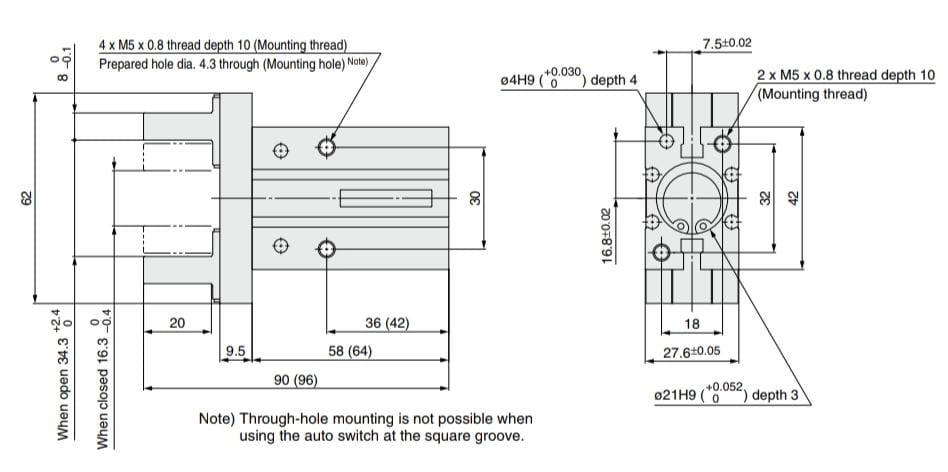 4 x M5 x 0.8 thread depth 10 (Mounting thread)
Prepared hole dia. 4.3 through (Mounting hole) Note)
8 0 -0.1
62
When open 34.3 +2.4 0
When closed 16.3 0 -0.4
20
9.5
36 (42)
58 (64)
90 (96)
30
Note) Through-hole mounting is not possible when
using the auto switch at the square groove.
7.5±0.02
ø4H9 ( +0.030 0 ) depth 4
2 x M5 x 0.8 thread depth 10
(Mounting thread)
16.8±0.02
32
42
18
27.6±0.05
ø21H9 ( +0.052 0 ) depth 3